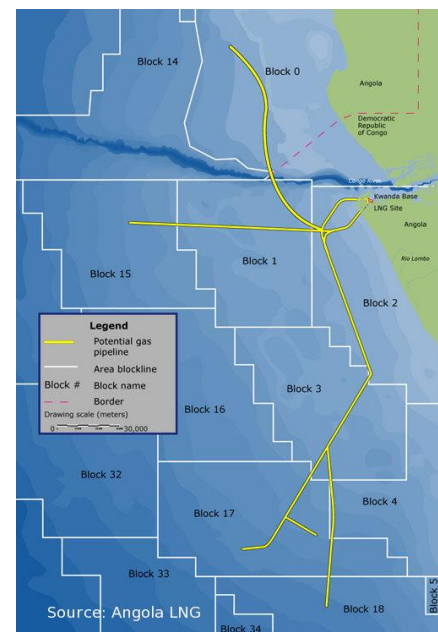 Block 14
Block 0
Angola
Democratic
Republic
of Congo
Kwanda Base
LNG Site
Angola
Rio Lombo
Block 15
Block 1
Block 2
Legend
Potential gas
pipeline
Area blockline
Block # Block name
Border
Drawing scale (meters)
0 30,000
Block 3
Block 16
Block 32
Block 17
Block 4
Block 33
Block 18
Block 5
Block 34
Source: Angola LNG